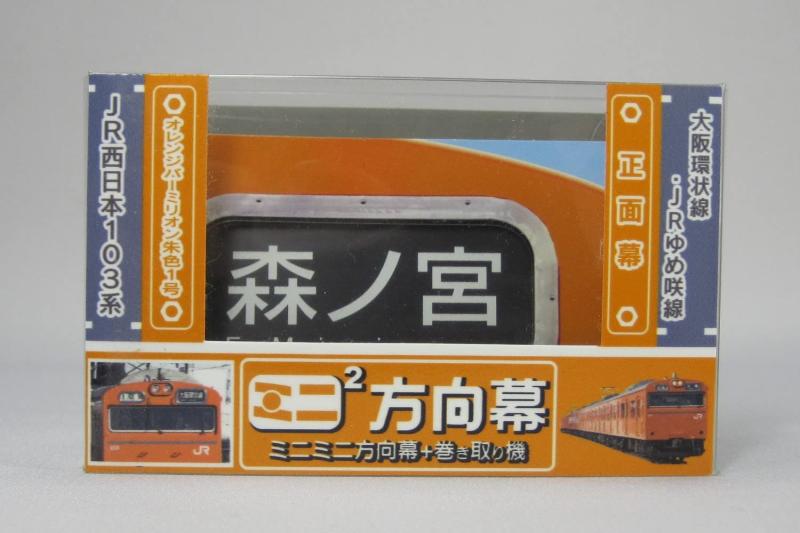 JR西日本103系
オレンジバーミリオン朱色1号
正面幕
大阪環状線
・JRゆめ咲線
森ノ宮
ミニ²方向幕
ミニミニ方向幕+巻き取り機
JR
JR